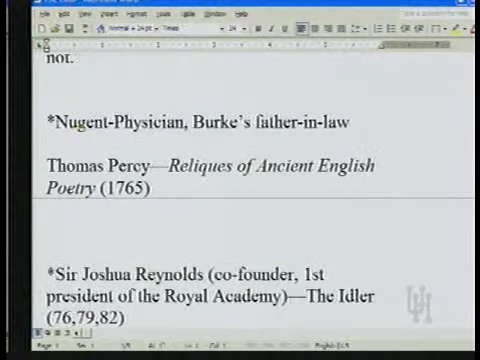 not.
*Nugent-Physician, Burke's father-in-law
Thomas Percy—Reliques of Ancient English
Poetry (1765)
*Sir Joshua Reynolds (co-founder, 1st
president of the Royal Academy)—The Idler
(76,79,82)